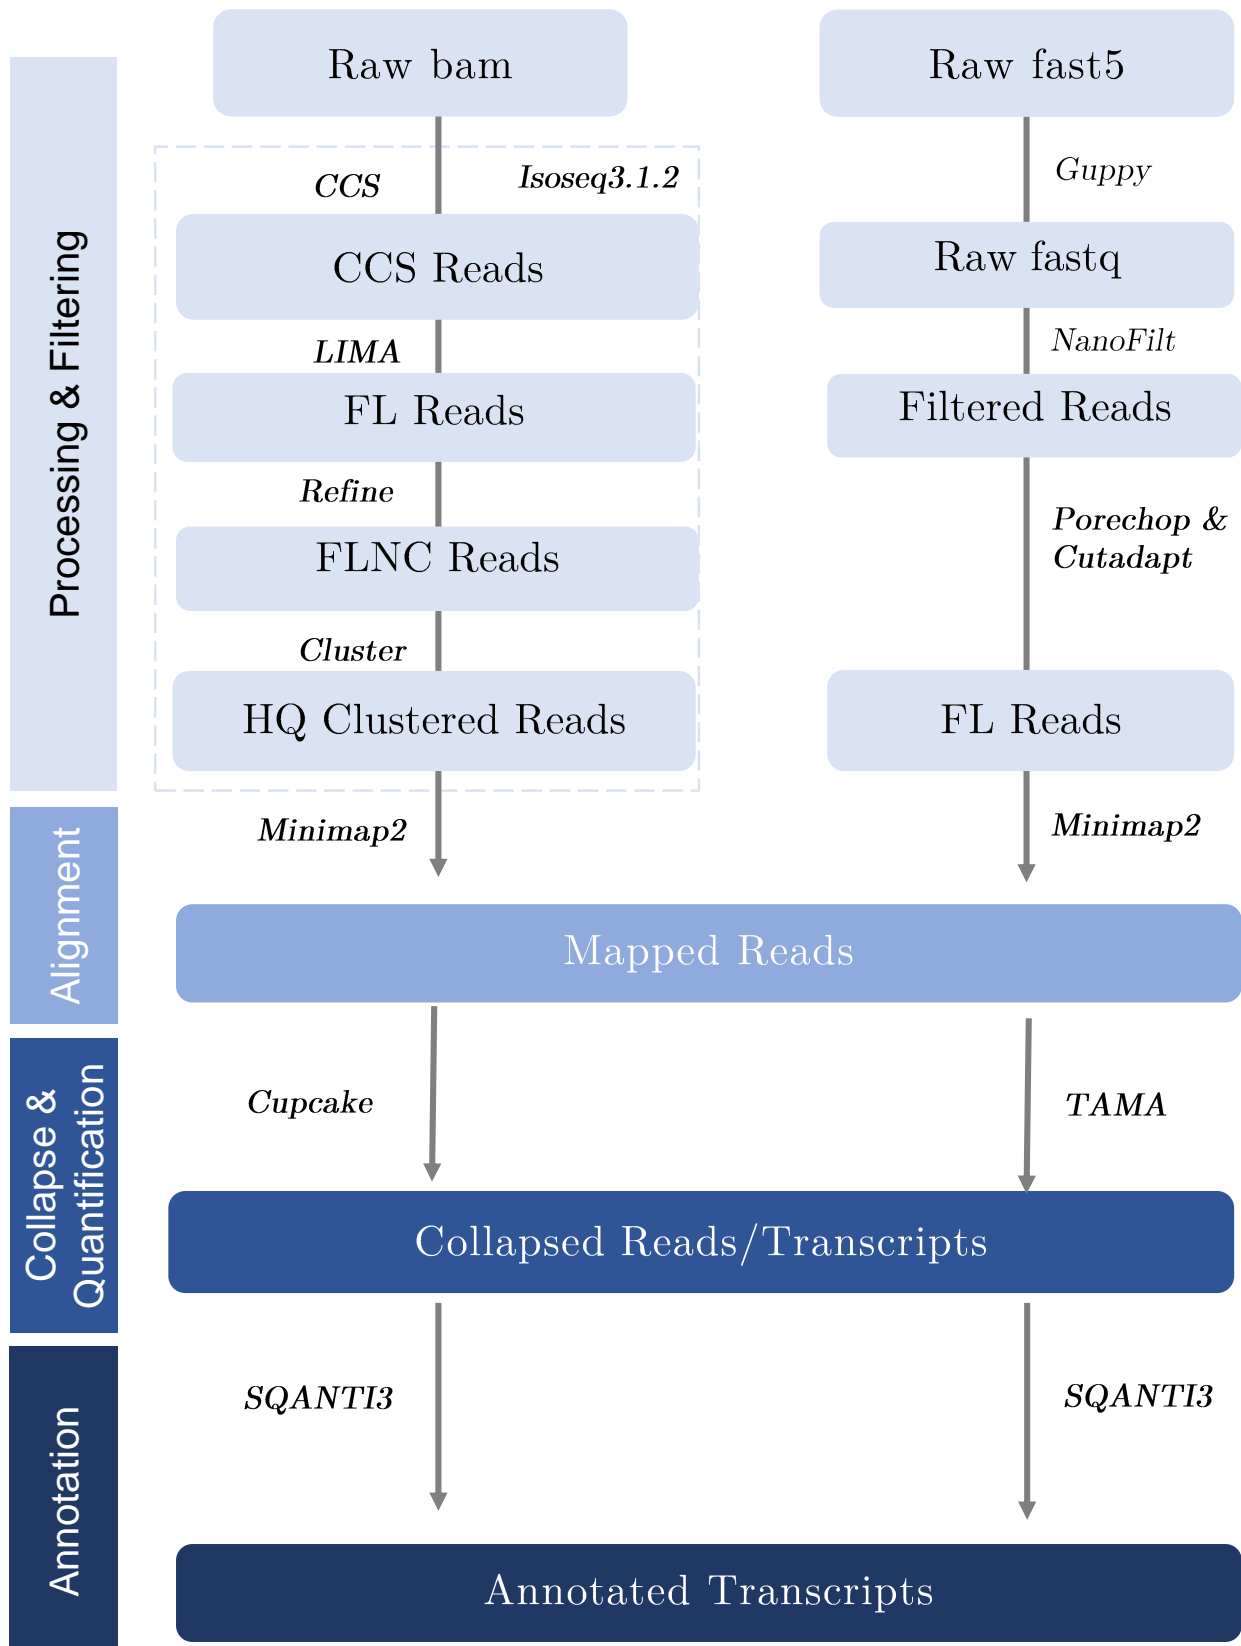 Raw bam
Raw fast5
Processing & Filtering
CCS
Isoseq3.1.2
Guppy
CCS Reads
Raw fastq
LIMA
NanoFilt
FL Reads
Filtered Reads
Refine
Porechop &
Cutadapt
FLNC Reads
Cluster
HQ Clustered Reads
FL Reads
Alignment
Minimap2
Minimap2
Mapped Reads
Collapse &
Quantification
Cupcake
TAMA
Collapsed Reads/Transcripts
Annotation
SQANTI3
SQANTI3
Annotated Transcripts